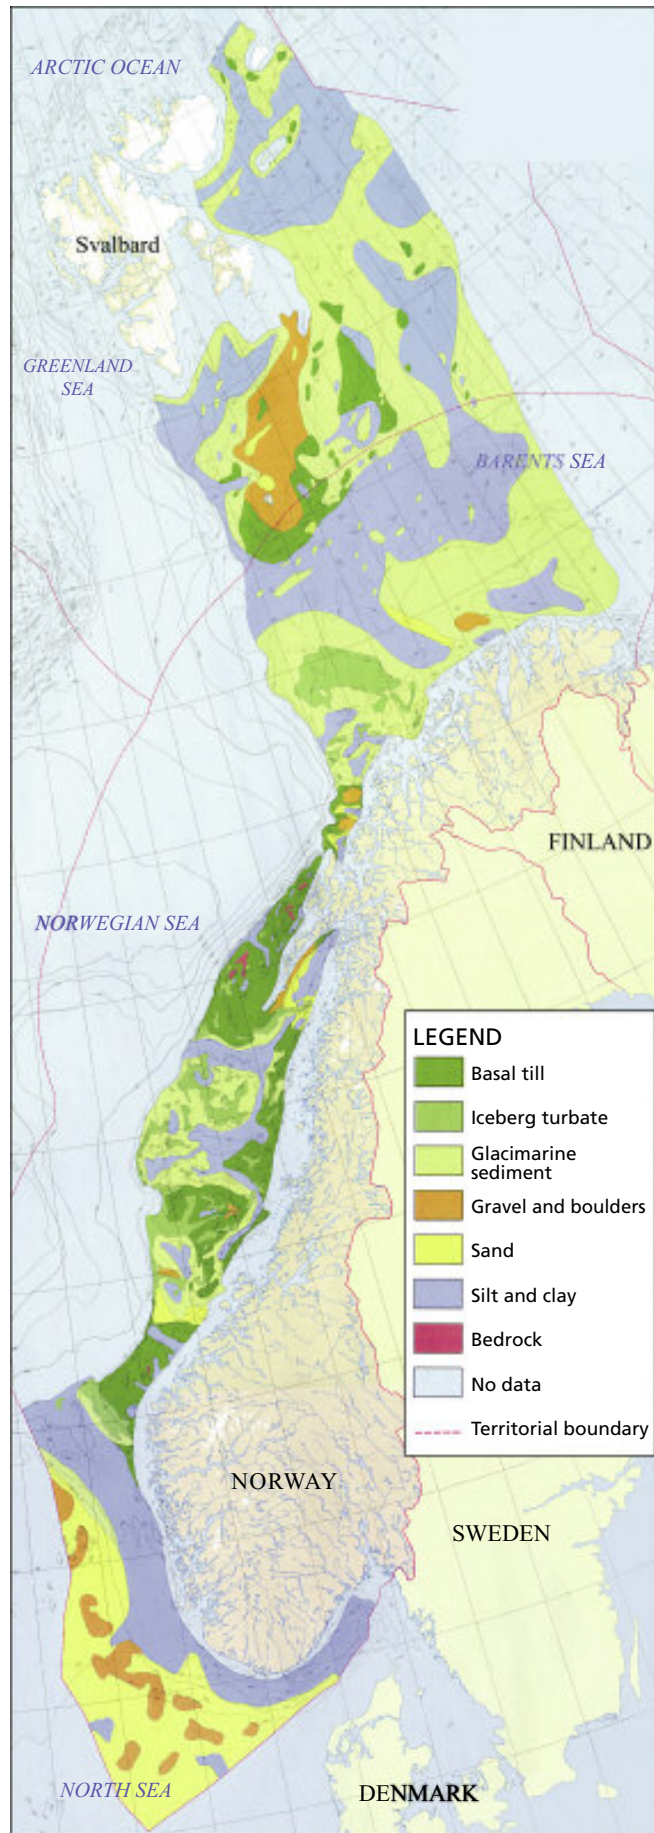 ARCTIC OCEAN
Svalbard
GREENLAND
SEA
BARENTS SEA
FINLAND
NORWEGIAN SEA
LEGEND
Basal till
Iceberg turbate
Glacimarine
sediment
Gravel and boulders
Sand
Silt and clay
Bedrock
No data
Territorial boundary
NORWAY
SWEDEN
NORTH SEA
DENMARK